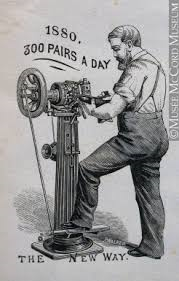 1880,
300 PAIRS A DAY
THE NEW WAY.
© MUSÉE MCCORD MUSEUM